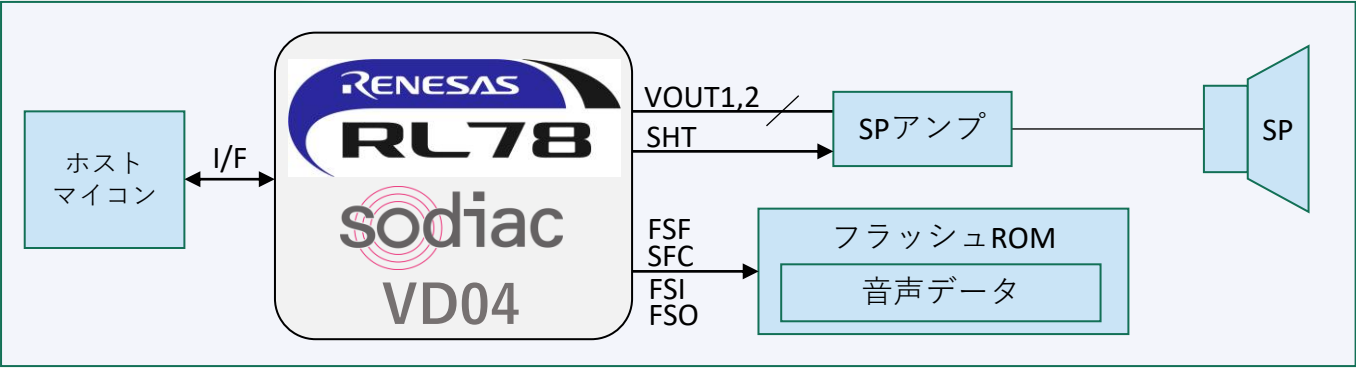 ホスト
マイコン
I/F
RENESAS
RL78
sodiac
VD04
VOUT1,2
SHT
SPアンプ
SP
FSF
SFC
FSI
FSO
フラッシュROM
音声データ